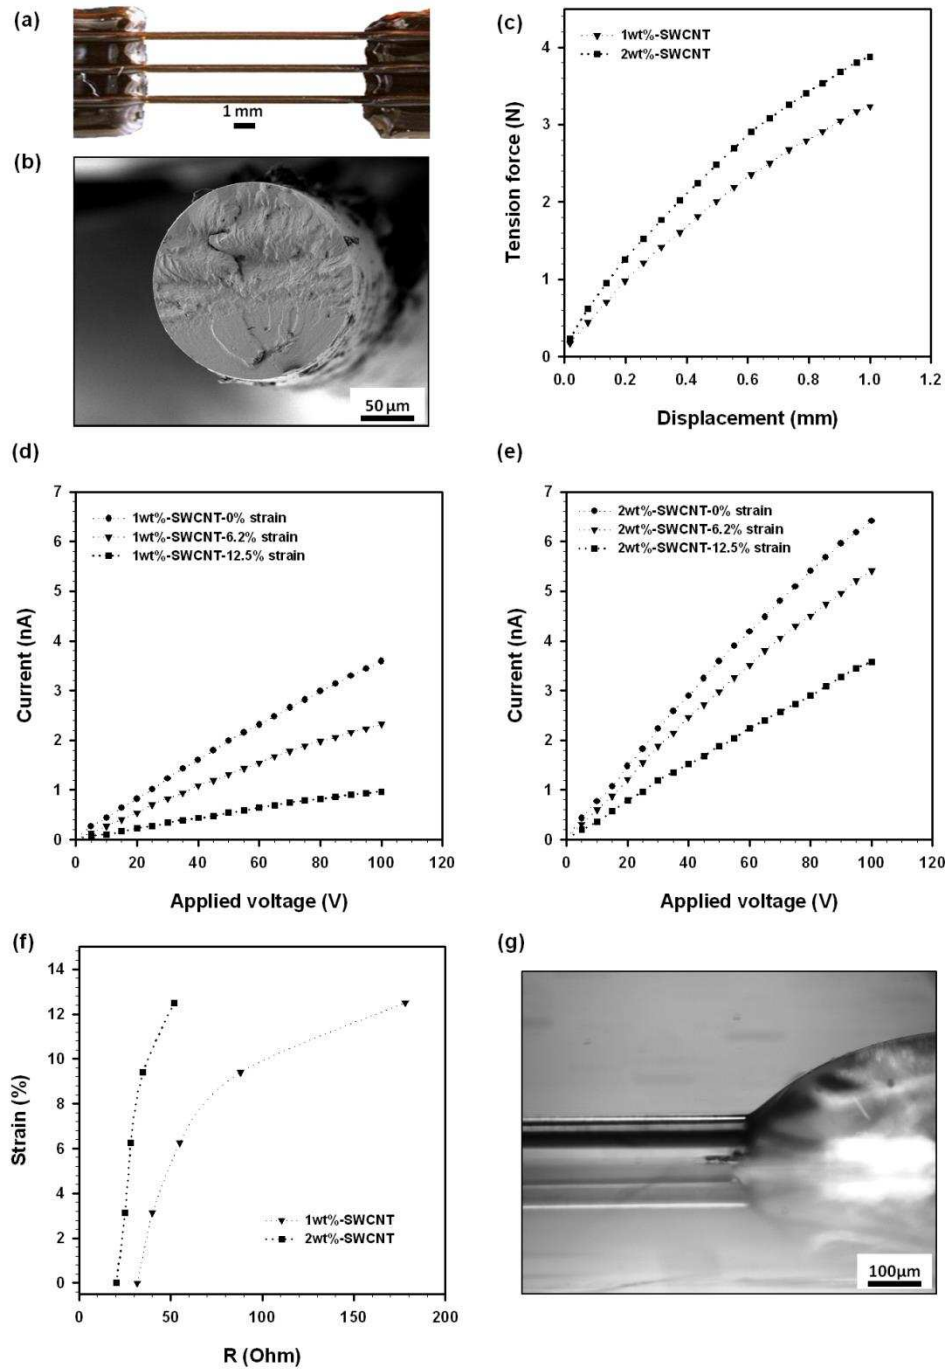 (a)
1 mm
(b)
50 µm
(c)
1wt%-SWCNT
2wt%-SWCNT
Tension force (N)
4
3
2
1
0
0.0 0.2 0.4 0.6 0.8 1.0 1.2
Displacement (mm)
(d)
1wt%-SWCNT-0% strain
1wt%-SWCNT-6.2% strain
1wt%-SWCNT-12.5% strain
Current (nA)
7
6
5
4
3
2
1
0
0 20 40 60 80 100 120
Applied voltage (V)
(e)
2wt%-SWCNT-0% strain
2wt%-SWCNT-6.2% strain
2wt%-SWCNT-12.5% strain
Current (nA)
7
6
5
4
3
2
1
0
0 20 40 60 80 100 120
Applied voltage (V)
(f)
Strain (%)
14
12
10
8
6
4
2
0
1wt%-SWCNT
2wt%-SWCNT
0 50 100 150 200
R (Ohm)
(g)
100µm